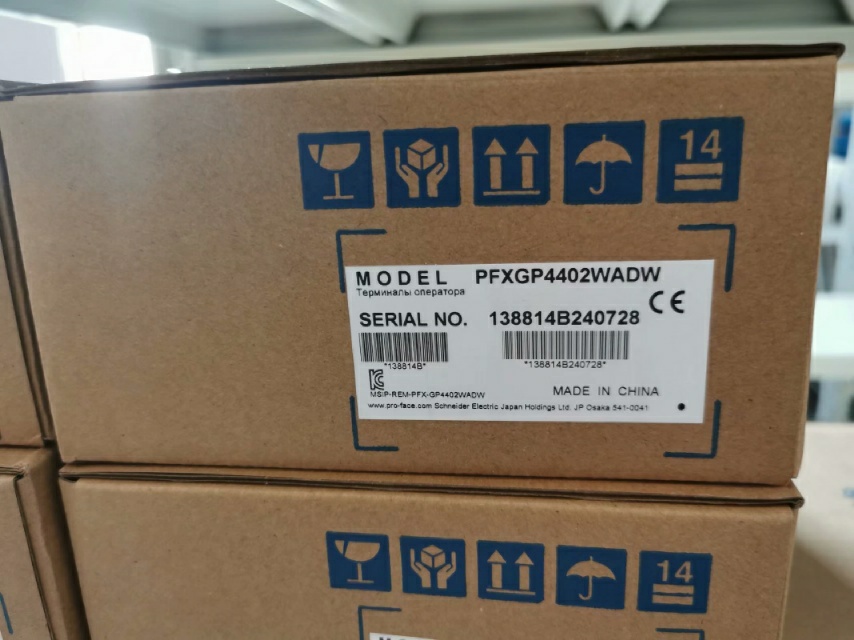 14
MODEL PFXGP4402WADW
Терминалы оператора
CE
SERIAL NO. 138814B240728
*138814B* *138814B240728*
MSIP-REM-PFX-GP4402WADW MADE IN CHINA
www.pro-face.com Schneider Electric Japan Holdings Ltd. JP Osaka 541-0041
14